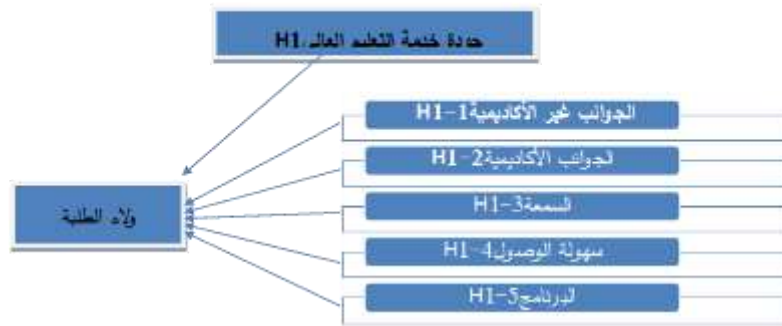 جودة خدمة التعليم العالي H1
الجوانب غير الأكاديمية H1-1
الجوانب الأكاديمية H1-2
السمعة H1-3
سهولة الوصول H1-4
البرنامج H1-5
ولاء الطلبة